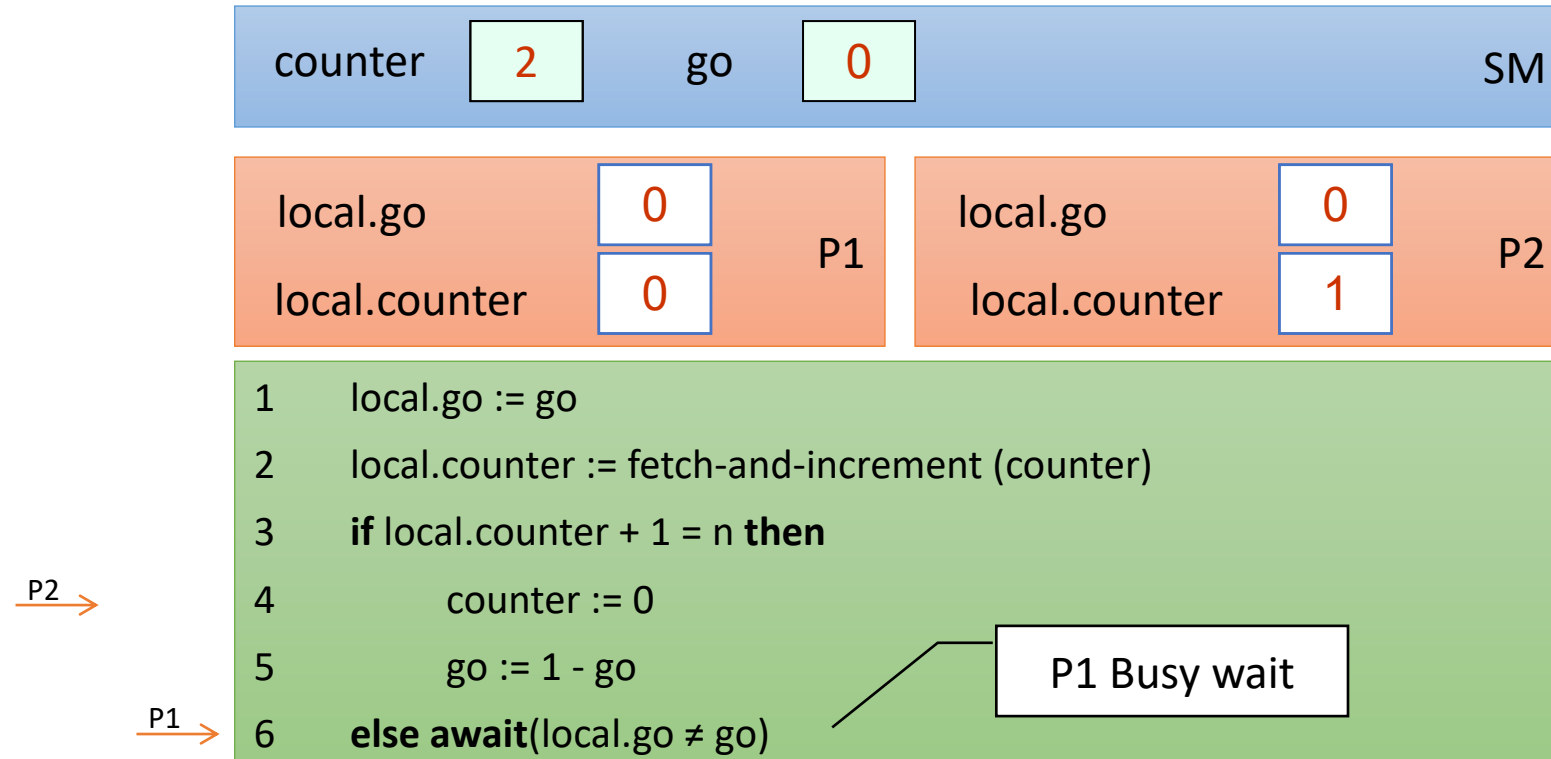 counter 2 go 0 SM
local.go 0 P1 local.go 0 P2
local.counter 0 local.counter 1
1 local.go := go
2 local.counter := fetch-and-increment (counter)
3 if local.counter + 1 = n then
P2 4 counter := 0
5 go := 1 - go
P1 Busy wait
P1 6 else await(local.go ≠ go)